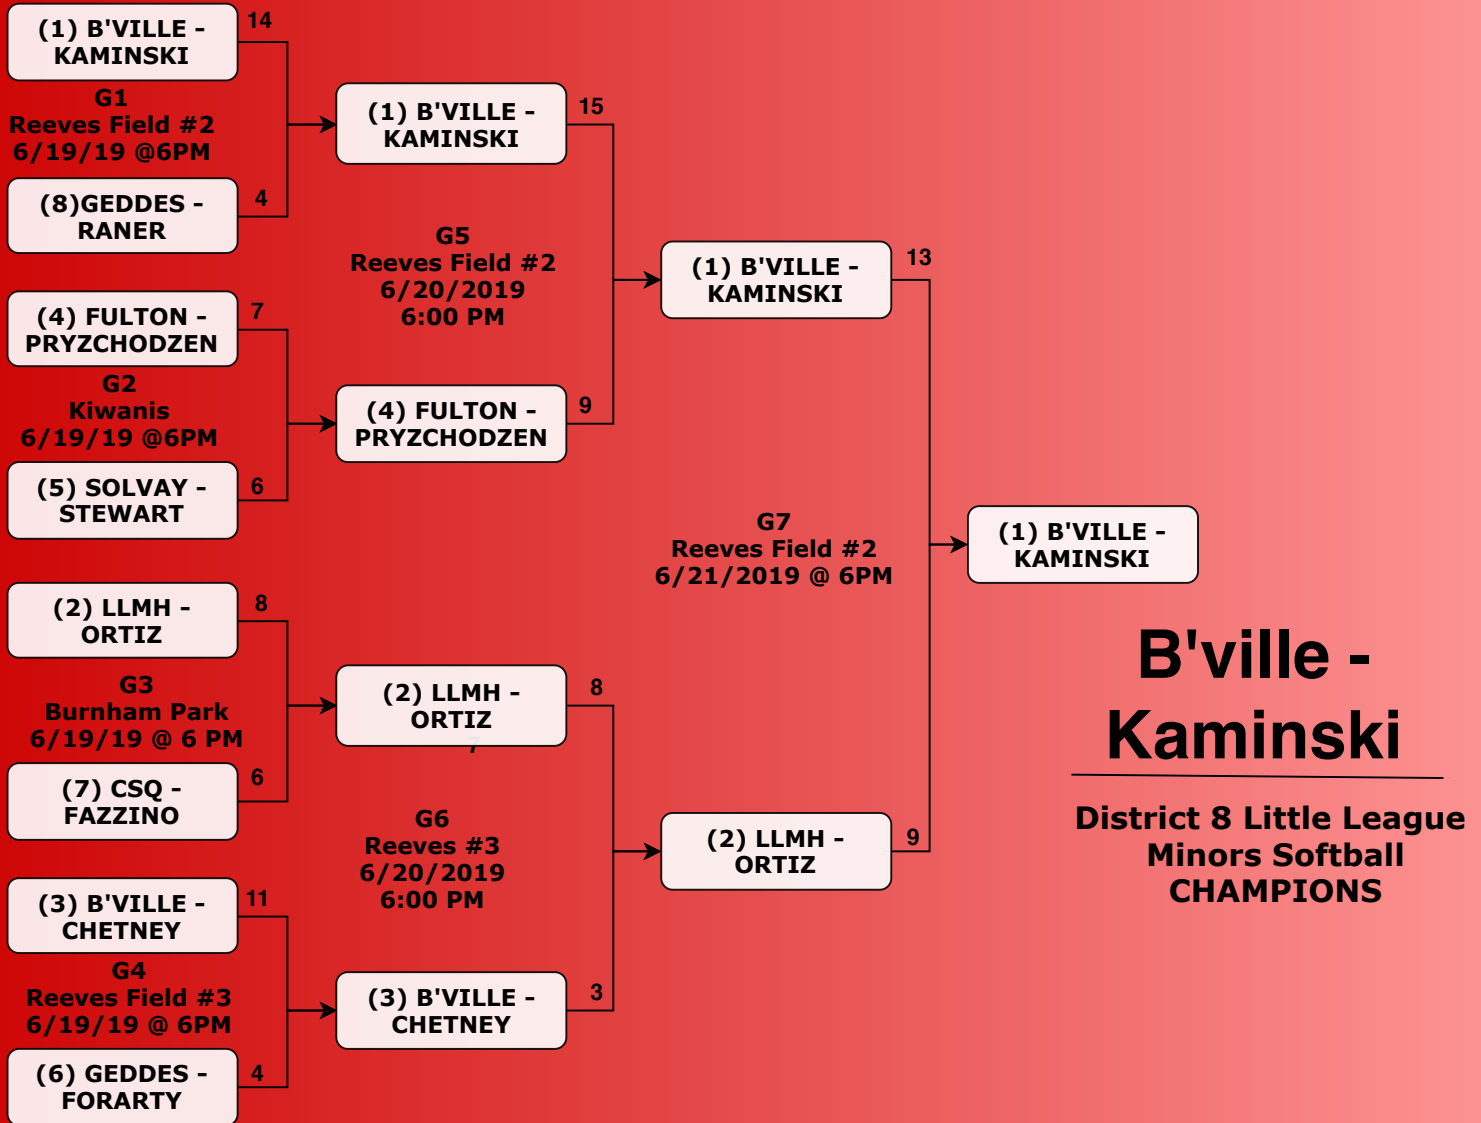 (1) B'VILLE -
KAMINSKI
14
G1
Reeves Field #2
6/19/19 @6PM
(8)GEDDES -
RANER
4
(4) FULTON -
PRYZCHODZEN
7
G2
Kiwanis
6/19/19 @6PM
(5) SOLVAY -
STEWART
6
(2) LLMH -
ORTIZ
8
G3
Burnham Park
6/19/19 @ 6 PM
(7) CSQ -
FAZZINO
6
(3) B'VILLE -
CHETNEY
11
G4
Reeves Field #3
6/19/19 @ 6PM
(6) GEDDES -
FORARTY
4
(1) B'VILLE -
KAMINSKI
15
G5
Reeves Field #2
6/20/2019
6:00 PM
(4) FULTON -
PRYZCHODZEN
9
(2) LLMH -
ORTIZ
8
7
G6
Reeves #3
6/20/2019
6:00 PM
(3) B'VILLE -
CHETNEY
3
(1) B'VILLE -
KAMINSKI
13
G7
Reeves Field #2
6/21/2019 @ 6PM
(2) LLMH -
ORTIZ
9
(1) B'VILLE -
KAMINSKI
B'ville -
Kaminski
District 8 Little League
Minors Softball
CHAMPIONS